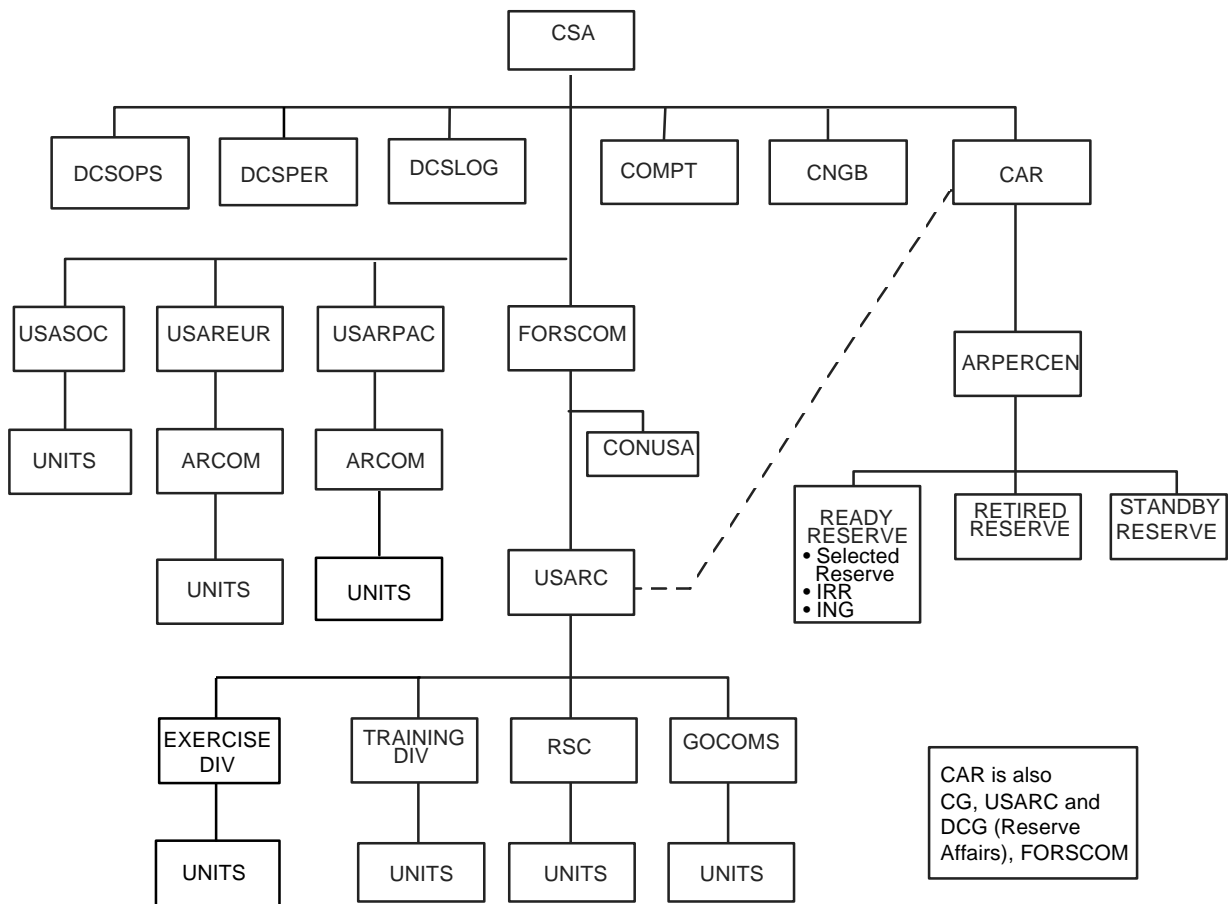 CSA
DCSOPS
DCSPER
DCSLOG
COMPT
CNGB
CAR
USASOC
USAREUR
USARPAC
FORSCOM
ARPERCEN
UNITS
ARCOM
ARCOM
CONUSA
READY
RESERVE
• Selected
Reserve
• IRR
• ING
RETIRED
RESERVE
STANDBY
RESERVE
UNITS
UNITS
USARC
EXERCISE
DIV
TRAINING
DIV
RSC
GOCOMS
UNITS
UNITS
UNITS
UNITS
CAR is also
CG, USARC and
DCG (Reserve
Affairs), FORSCOM